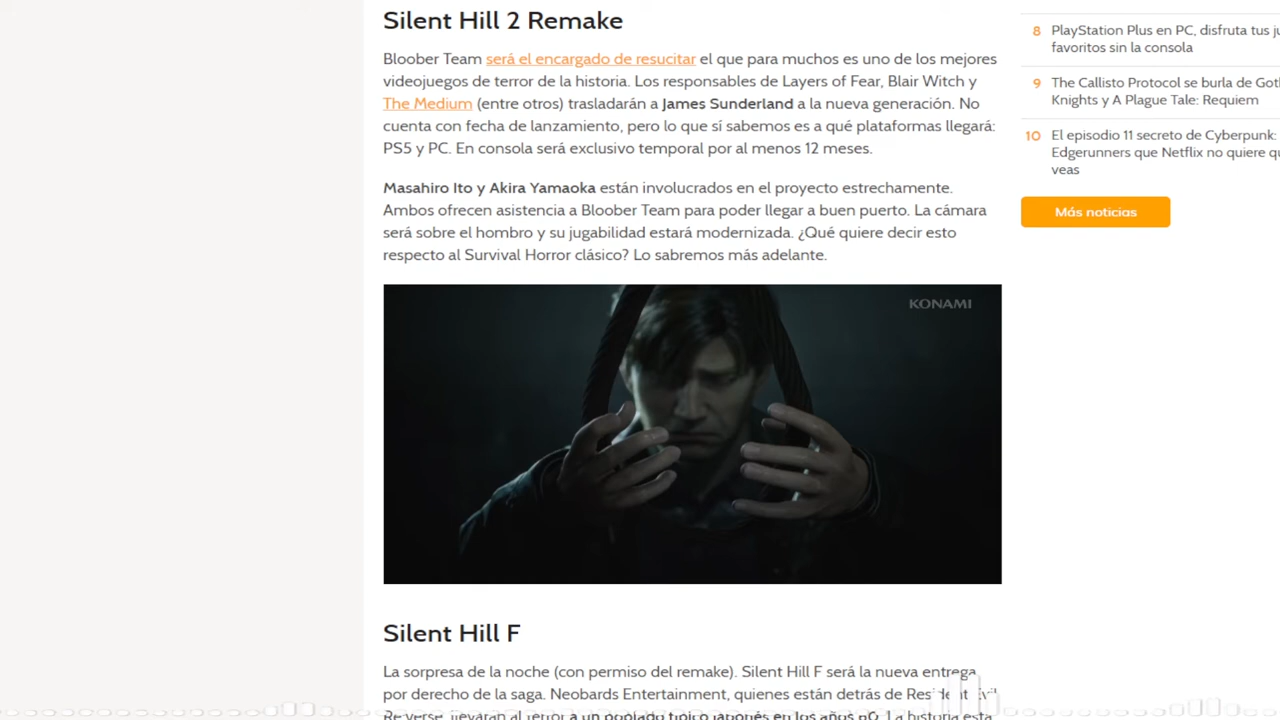 Silent Hill 2 Remake
Bloober Team será el encargado de resucitar el que para muchos es uno de los mejores
videojuegos de terror de la historia. Los responsables de Layers of Fear, Blair Witch y
The Medium (entre otros) trasladarán a James Sunderland a la nueva generación. No
cuenta con fecha de lanzamiento, pero lo que sí sabemos es a qué plataformas llegará:
PS5 y PC. En consola será exclusivo temporal por al menos 12 meses.
Masahiro Ito y Akira Yamaoka están involucrados en el proyecto estrechamente.
Ambos ofrecen asistencia a Bloober Team para poder llegar a buen puerto. La cámara
será sobre el hombro y su jugabilidad estará modernizada. ¿Qué quiere decir esto
respecto al Survival Horror clásico? Lo sabremos más adelante.
KONAMI
Silent Hill F
La sorpresa de la noche (con permiso del remake). Silent Hill F será la nueva entrega
por derecho de la saga. Neobards Entertainment, quienes están detrás de Resident Evil
Re:verse, llevarán al terror a un poblado típico japonés en los años 60. La historia está
8 PlayStation Plus en PC, disfruta tus
favoritos sin la consola
9 The Callisto Protocol se burla de
Knights y A Plague Tale: Requiem
10 El episodio 11 secreto de Cyberpunk:
Edgerunners que Netflix no quiere
veas
Más noticias